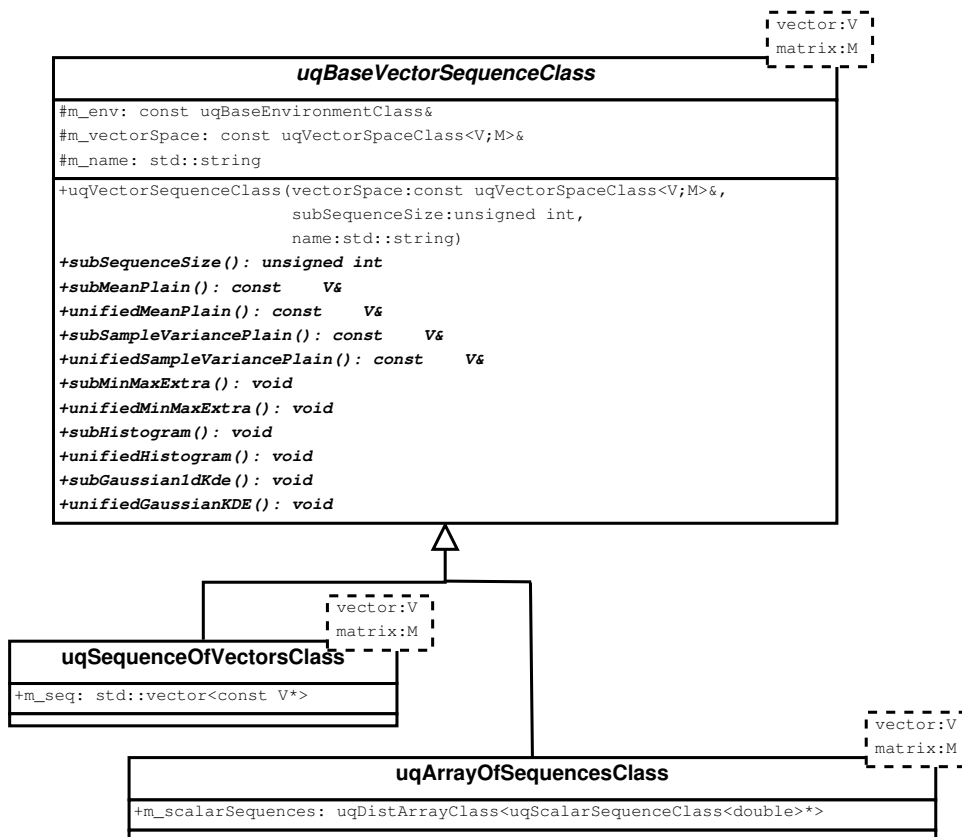 vector:V
matrix:M
uqBaseVectorSequenceClass
#m_env: const uqBaseEnvironmentClass&
#m_vectorSpace: const uqVectorSpaceClass<V;M>&
#m_name: std::string
+uqVectorSequenceClass(vectorSpace:const uqVectorSpaceClass<V;M>&,
subSequenceSize:unsigned int,
name:std::string)
+subSequenceSize(): unsigned int
+subMeanPlain(): const V&
+unifiedMeanPlain(): const V&
+subSampleVariancePlain(): const V&
+unifiedSampleVariancePlain(): const V&
+subMinMaxExtra(): void
+unifiedMinMaxExtra(): void
+subHistogram(): void
+unifiedHistogram(): void
+subGaussian1dKde(): void
+unifiedGaussianKDE(): void
vector:V
matrix:M
uqSequenceOfVectorsClass
+m_seq: std::vector<const V*>
vector:V
matrix:M
uqArrayOfSequencesClass
+m_scalarSequences: uqDistArrayClass<uqScalarSequenceClass<double>*>